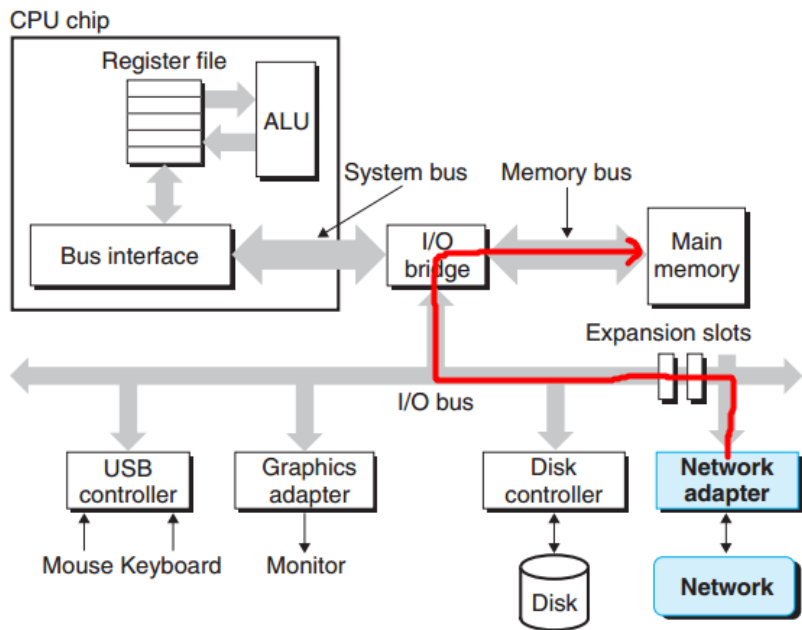 CPU chip
Register file
ALU
System bus
Memory bus
Bus interface
I/O
bridge
Main
memory
Expansion slots
I/O bus
USB
controller
Graphics
adapter
Disk
controller
Network
adapter
Mouse Keyboard
Monitor
Disk
Network